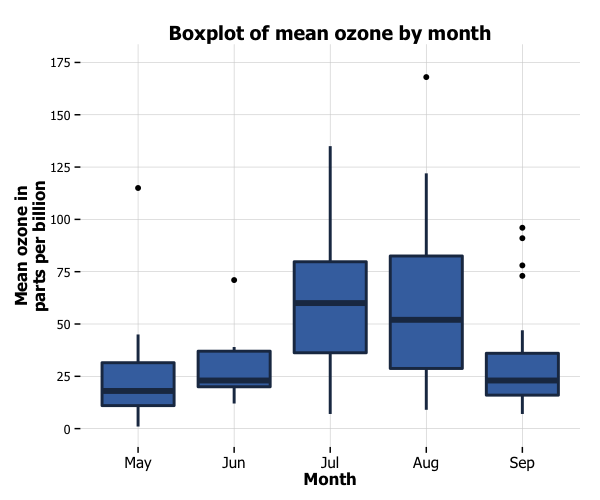 Boxplot of mean ozone by month
Mean ozone in
parts per billion
175
150
125
100
75
50
25
0
May Jun Jul Aug Sep
Month